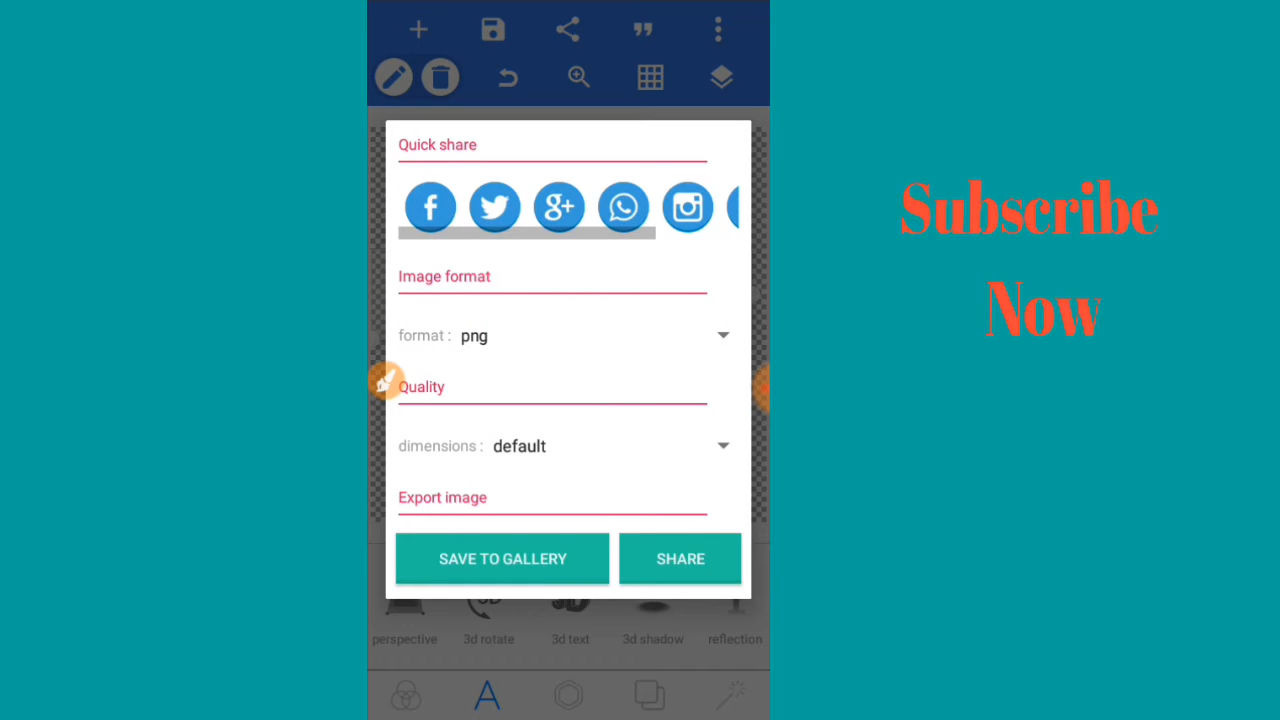 Quick share
Image format
format : png
Quality
dimensions : default
Export image
SAVE TO GALLERY SHARE
perspective 3d rotate 3d text 3d shadow reflection
Subscribe
Now